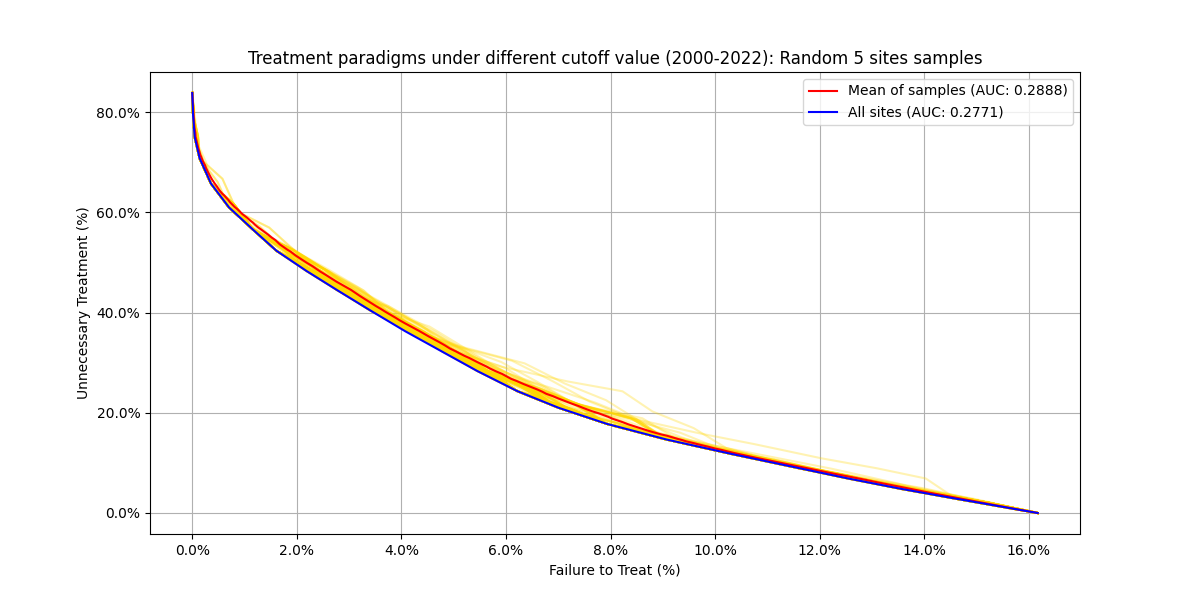 Treatment paradigms under different cutoff value (2000-2022): Random 5 sites samples
Mean of samples (AUC: 0.2888)
All sites (AUC: 0.2771)
Unnecessary Treatment (%)
80.0%
60.0%
40.0%
20.0%
0.0%
0.0% 2.0% 4.0% 6.0% 8.0% 10.0% 12.0% 14.0% 16.0%
Failure to Treat (%)